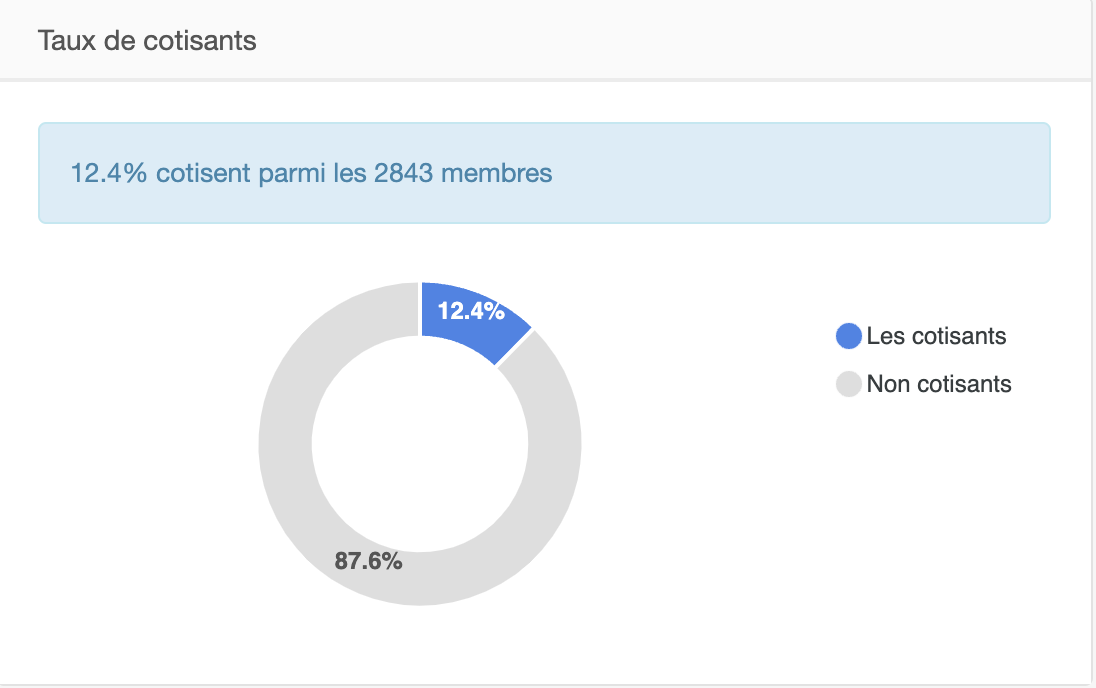 Taux de cotisants
12.4% cotisent parmi les 2843 membres
12.4%
Les cotisants
Non cotisants
87.6%